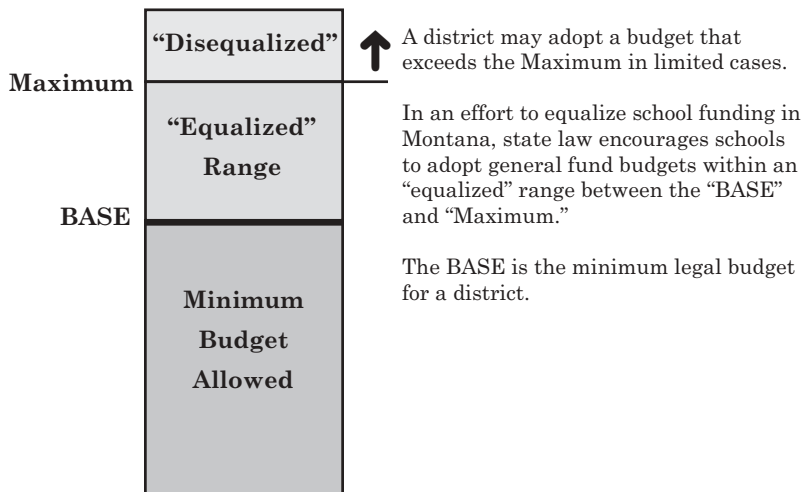 “Disequalized”
Maximum
“Equalized”
Range
BASE
Minimum
Budget
Allowed
A district may adopt a budget that
exceeds the Maximum in limited cases.
In an effort to equalize school funding in
Montana, state law encourages schools
to adopt general fund budgets within an
“equalized” range between the “BASE”
and “Maximum.”
The BASE is the minimum legal budget
for a district.